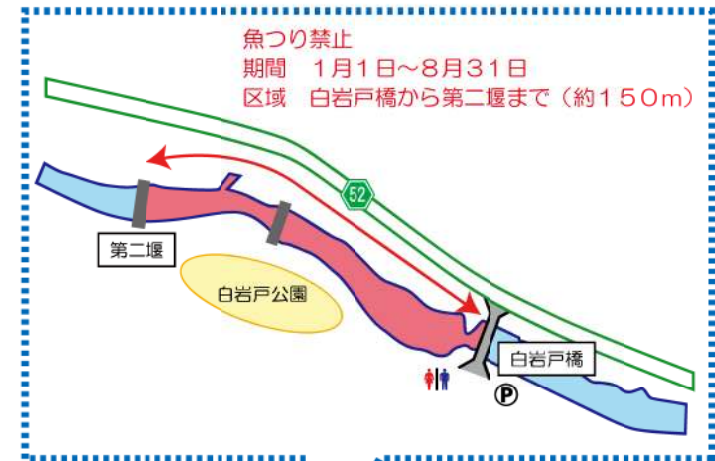 魚つり禁止
期間　１月１日～８月３１日
区域　白岩戸橋から第二堰まで（約１５０ｍ）
52
第二堰
白岩戸公園
白岩戸橋
P